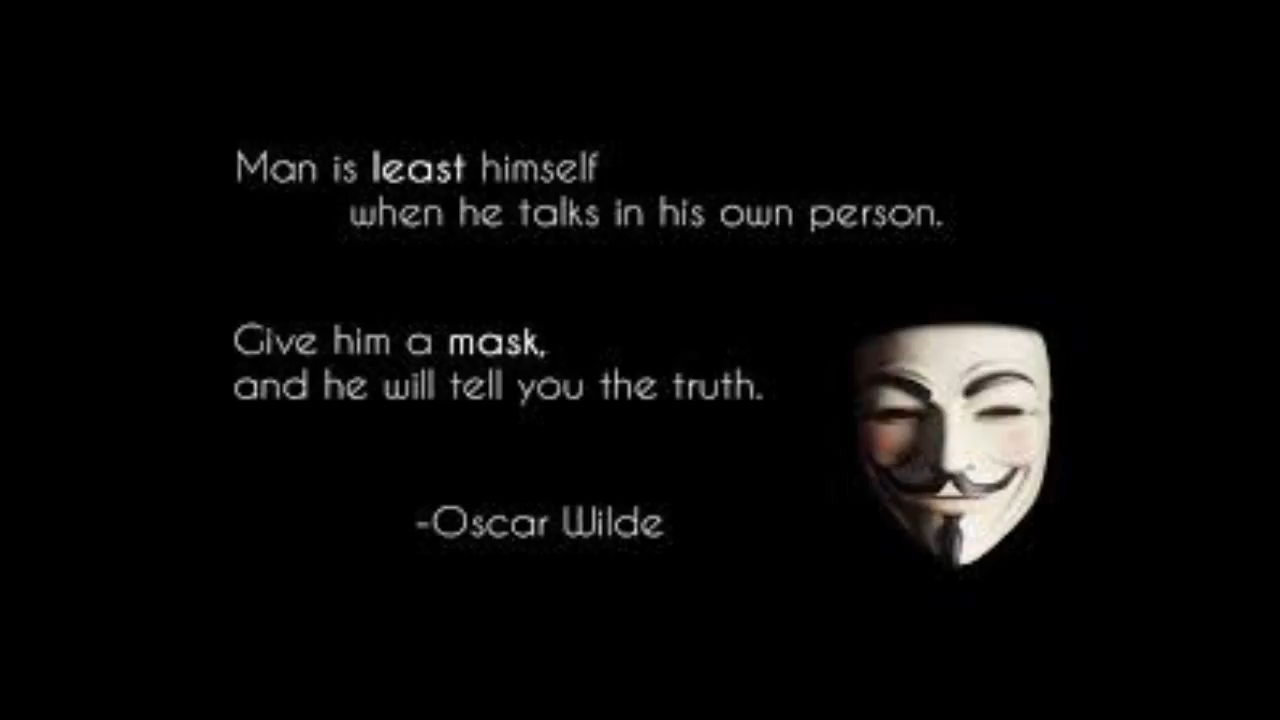 Man is least himself
when he talks in his own person.
Give him a mask,
and he will tell you the truth.
-Oscar Wilde